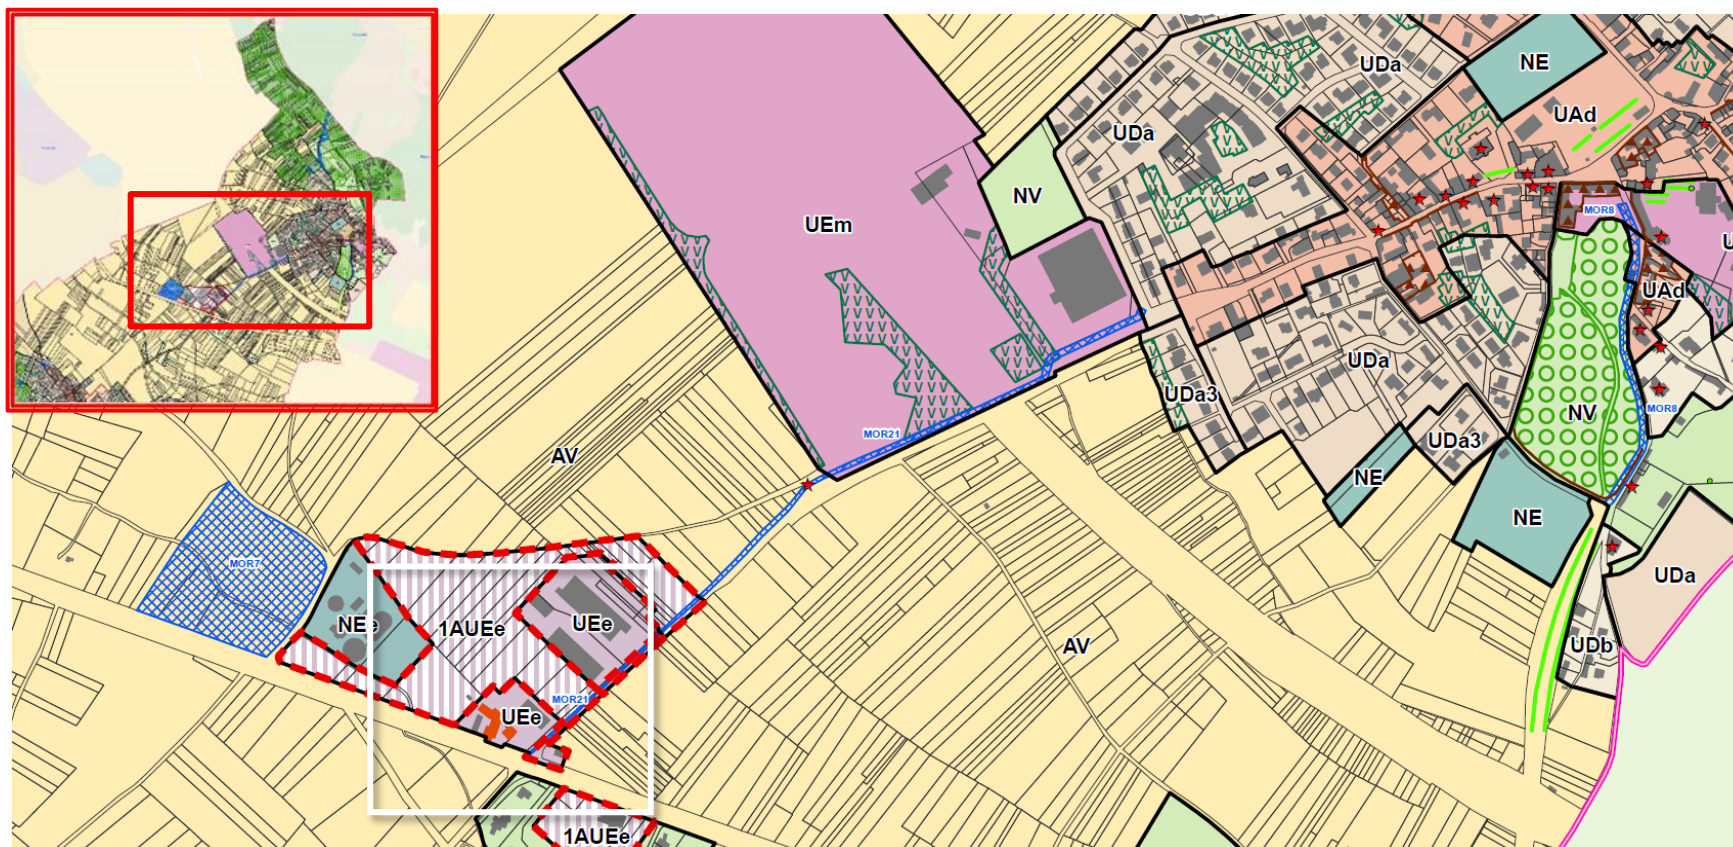 NE
UDa
UAd
UDa
NV
MOR8
UEm
U
UAd
UDa
UDa3
MOR8
NV
MOR21
UDa3
AV
NE
NE
MOR7
UDa
NEe
1AUEe
UEe
AV
UDb
MOR21
UEe
1AUEe